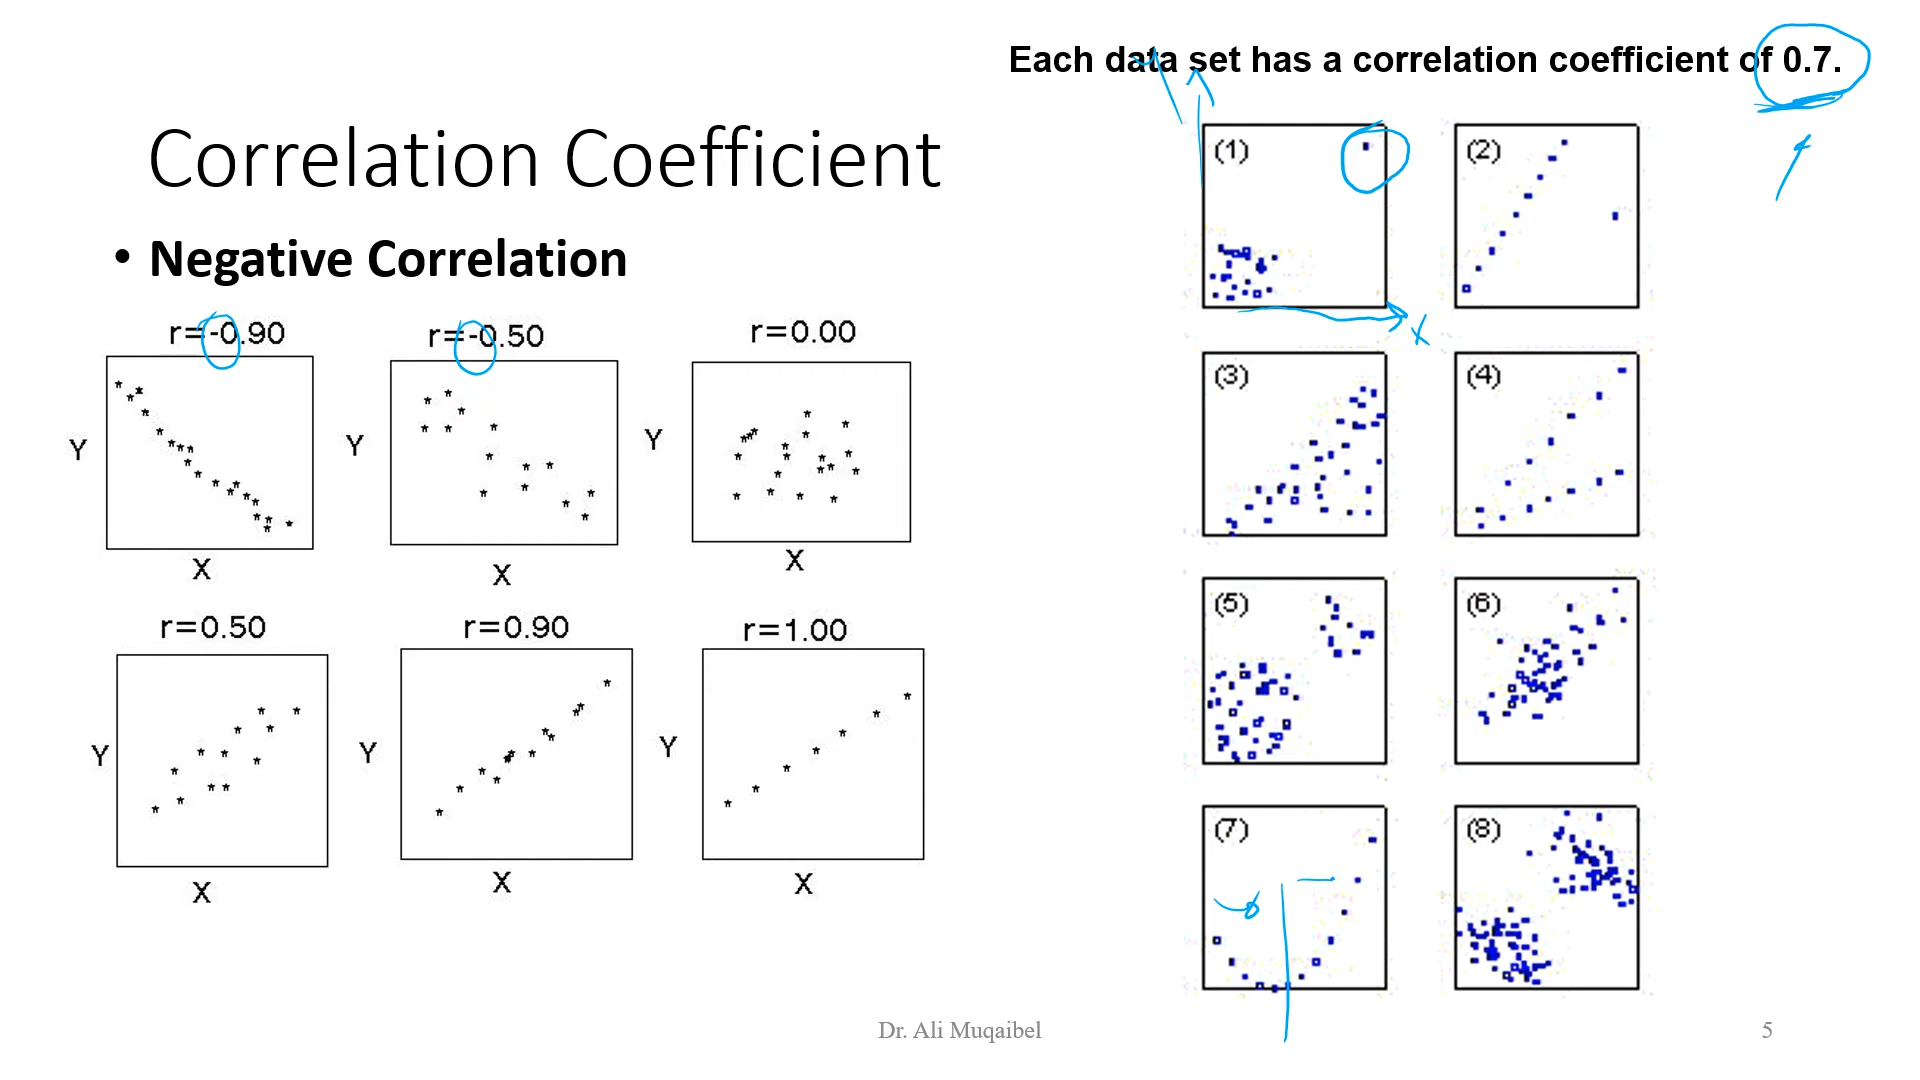 Each data set has a correlation coefficient of 0.7.
Correlation Coefficient
• Negative Correlation
r=-0.90
r=-0.50
r=0.00
Y
X
Y
X
Y
X
r=0.50
r=0.90
r=1.00
Y
X
Y
X
Y
X
(1)
(2)
x
(3)
(4)
(5)
(6)
(7)
(8)
Dr. Ali Muqaibel
5